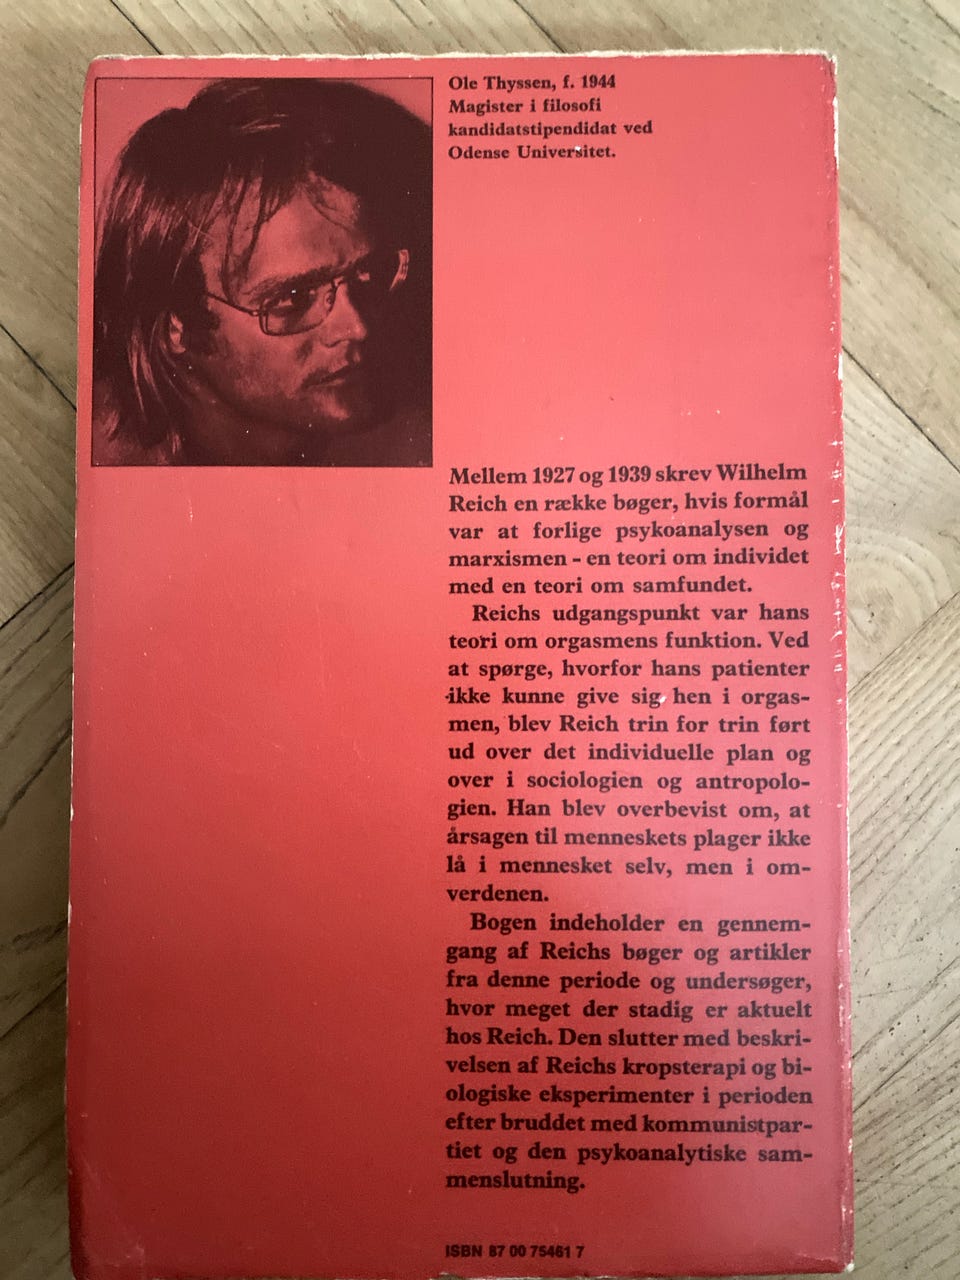 Ole Thyssen, f. 1944
Magister i filosofi
kandidatstipendidat ved
Odense Universitet.
Mellem 1927 og 1939 skrev Wilhelm
Reich en række bøger, hvis formål
var at forlige psykoanalysen og
marxismen - en teori om individet
med en teori om samfundet.
Reichs udgangspunkt var hans
teori om orgasmens funktion. Ved
at spørge, hvorfor hans patienter
ikke kunne give sig hen i orgas-
men, blev Reich trin for trin ført
ud over det individuelle plan og
over i sociologien og antropolo-
gien. Han blev overbevist om, at
årsagen til menneskets plager ikke
lå i mennesket selv, men i om-
verdenen.
Bogen indeholder en gennem-
gang af Reichs bøger og artikler
fra denne periode og undersøger,
hvor meget der stadig er aktuelt
hos Reich. Den slutter med beskri-
velsen af Reichs kropsterapi og bi-
ologiske eksperimenter i perioden
efter bruddet med kommunistpar-
tiet og den psykoanalytiske sam-
menslutning.
ISBN 87 00 75461 7